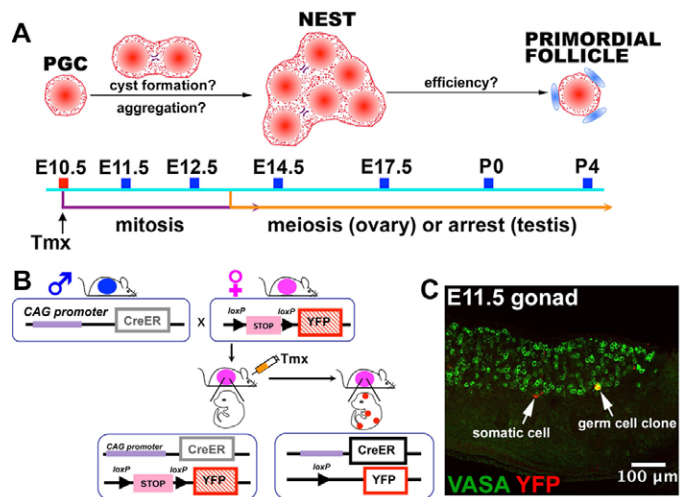 A
PGC
NEST
PRIMORDIAL
FOLLICLE
cyst formation?
aggregation?
efficiency?
E10.5 E11.5 E12.5 E14.5 E17.5 P0 P4
mitosis
meiosis (ovary) or arrest (testis)
Tmx
B
♂
♀
CAG promoter
CreER
x
loxP
STOP
loxP
YFP
Tmx
CAG promoter
CreER
loxP
STOP
loxP
YFP
CreER
loxP
YFP
C
E11.5 gonad
somatic cell
germ cell clone
VASA YFP
100 µm